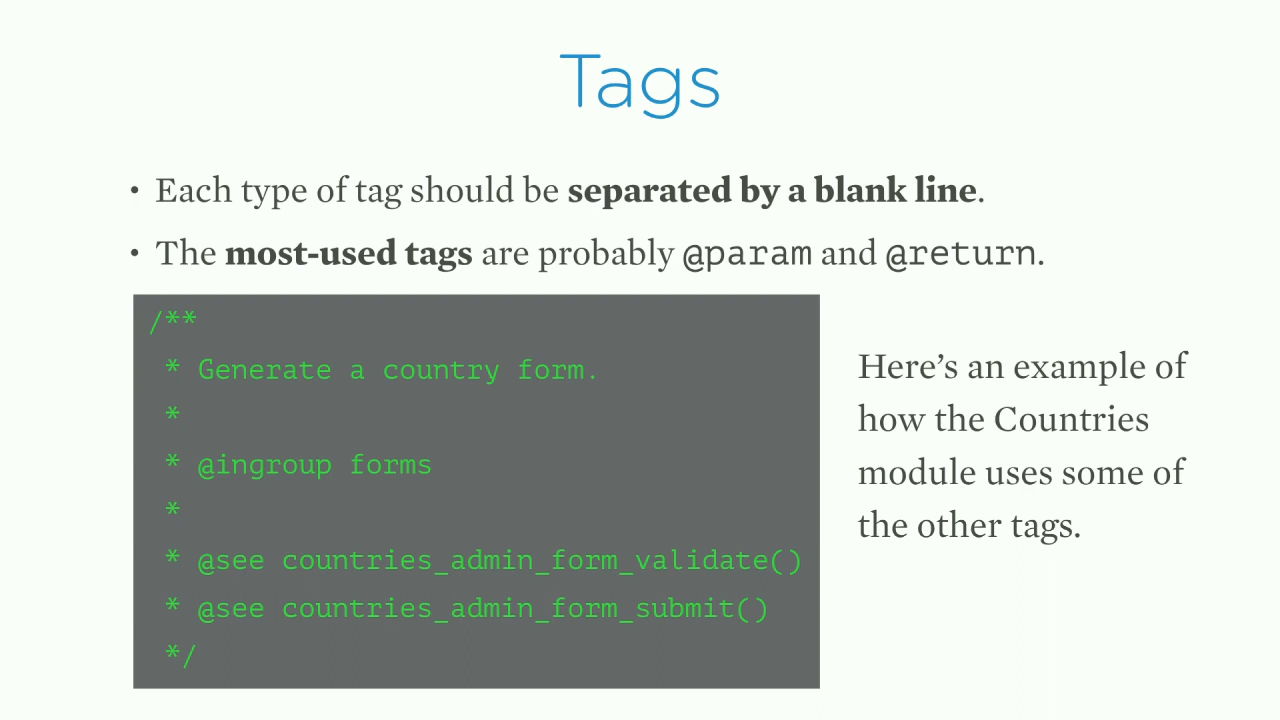 Tags
• Each type of tag should be separated by a blank line.
• The most-used tags are probably @param and @return.
/**
 * Generate a country form.
 *
 * @ingroup forms
 *
 * @see countries_admin_form_validate()
 * @see countries_admin_form_submit()
 */
Here’s an example of
how the Countries
module uses some of
the other tags.